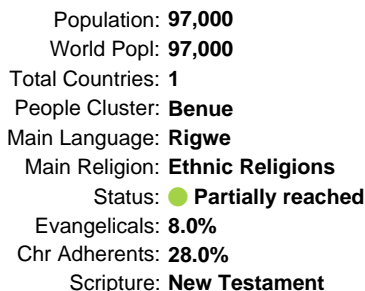 Population: 97,000
World Popl: 97,000
Total Countries: 1
People Cluster: Benue
Main Language: Rigwe
Main Religion: Ethnic Religions
Status: Partially reached
Evangelicals: 8.0%
Chr Adherents: 28.0%
Scripture: New Testament